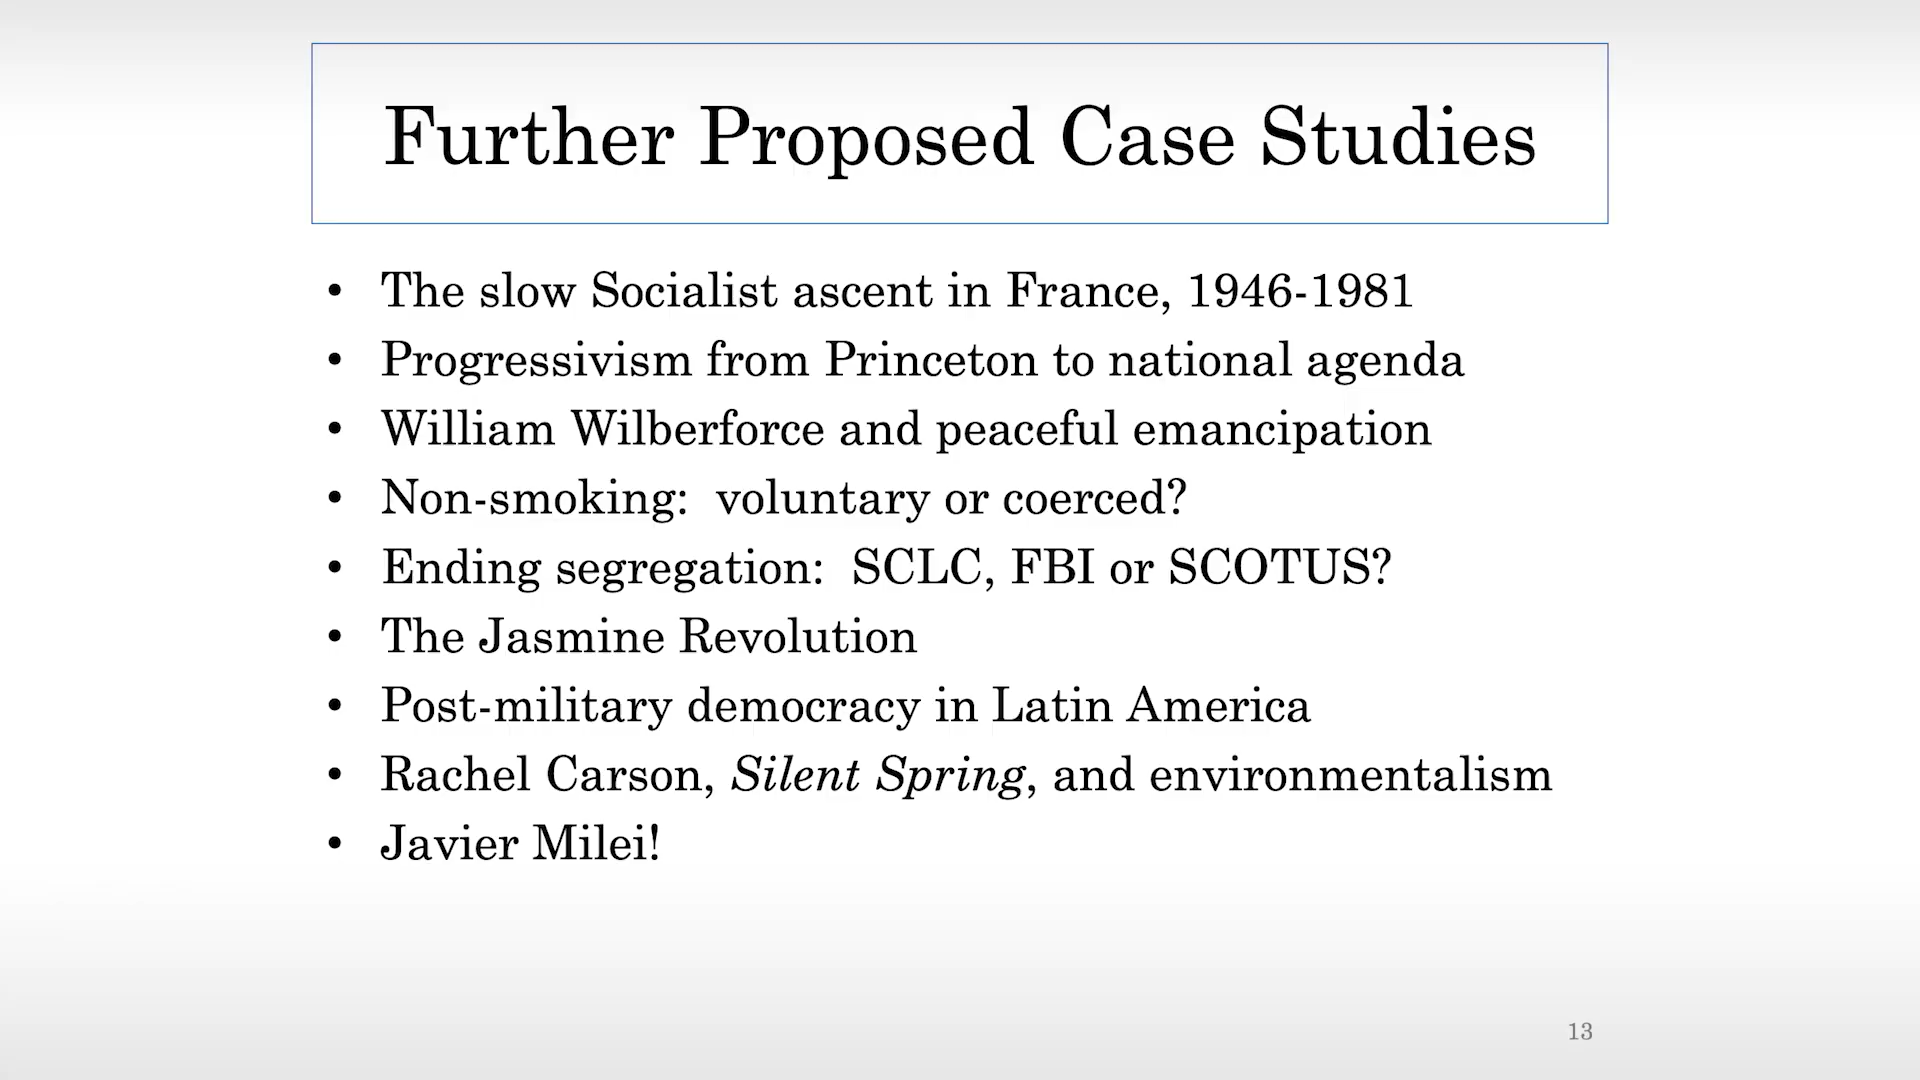 Further Proposed Case Studies
• The slow Socialist ascent in France, 1946-1981
• Progressivism from Princeton to national agenda
• William Wilberforce and peaceful emancipation
• Non-smoking:  voluntary or coerced?
• Ending segregation:  SCLC, FBI or SCOTUS?
• The Jasmine Revolution
• Post-military democracy in Latin America
• Rachel Carson, Silent Spring, and environmentalism
• Javier Milei!
13